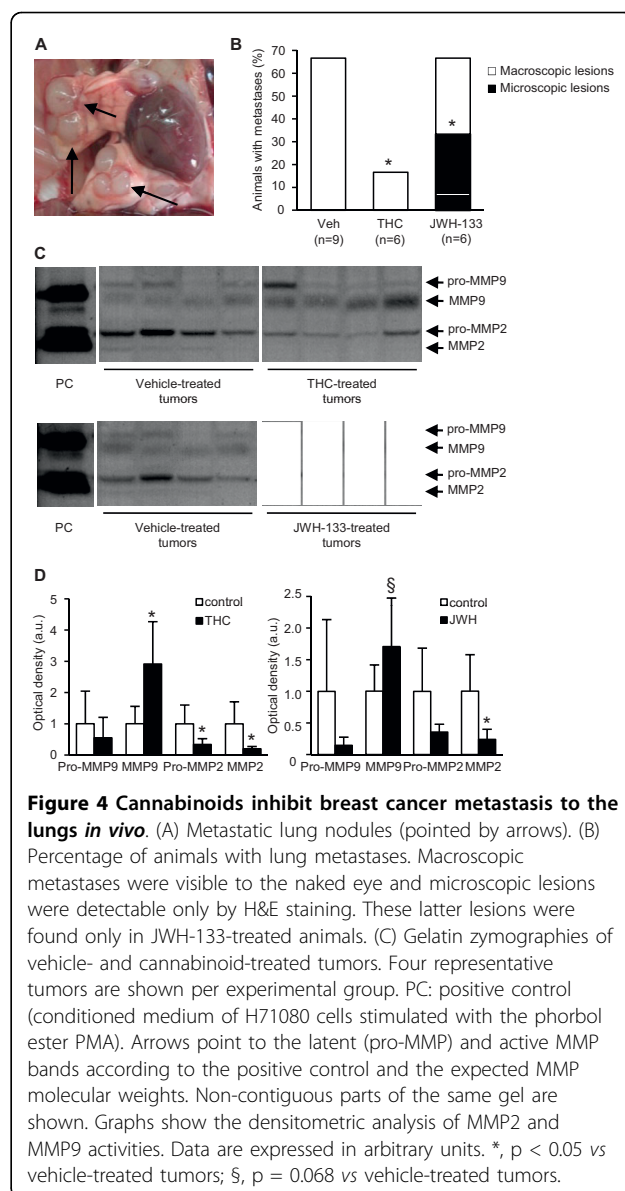 A
B
70
60
50
40
30
20
10
0
Animals with metastases (%)
Macroscopic lesions
Microscopic lesions
*
*
Veh
(n=9)
THC
(n=6)
JWH-133
(n=6)
C
pro-MMP9
MMP9
pro-MMP2
MMP2
PC
Vehicle-treated
tumors
THC-treated
tumors
pro-MMP9
MMP9
pro-MMP2
MMP2
PC
Vehicle-treated
tumors
JWH-133-treated
tumors
D
5
4
3
2
1
0
Optical density (a.u.)
control
THC
*
*
*
Pro-MMP9 MMP9 Pro-MMP2 MMP2
2.5
2.0
1.5
1.0
0.5
0.0
Optical density (a.u.)
control
JWH
§
*
Pro-MMP9 MMP9 Pro-MMP2 MMP2
Figure 4 Cannabinoids inhibit breast cancer metastasis to the
lungs in vivo. (A) Metastatic lung nodules (pointed by arrows). (B)
Percentage of animals with lung metastases. Macroscopic
metastases were visible to the naked eye and microscopic lesions
were detectable only by H&E staining. These latter lesions were
found only in JWH-133-treated animals. (C) Gelatin zymographies of
vehicle- and cannabinoid-treated tumors. Four representative
tumors are shown per experimental group. PC: positive control
(conditioned medium of H71080 cells stimulated with the phorbol
ester PMA). Arrows point to the latent (pro-MMP) and active MMP
bands according to the positive control and the expected MMP
molecular weights. Non-contiguous parts of the same gel are
shown. Graphs show the densitometric analysis of MMP2 and
MMP9 activities. Data are expressed in arbitrary units. *, p < 0.05 vs
vehicle-treated tumors; §, p = 0.068 vs vehicle-treated tumors.